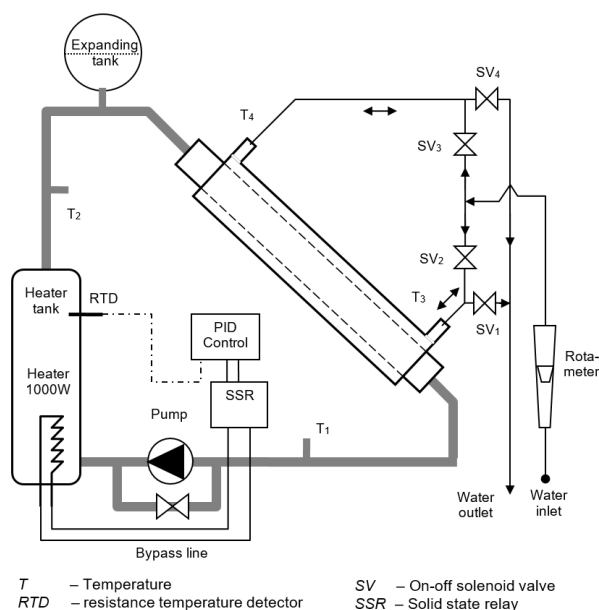 Expanding
tank
T4
SV4
SV3
T2
SV2
T3
SV1
Heater
tank
RTD
PID
Control
Heater
1000W
SSR
Rota-
meter
Pump
T1
Water
outlet
Water
inlet
Bypass line
T – Temperature
RTD – resistance temperature detector
SV – On-off solenoid valve
SSR – Solid state relay